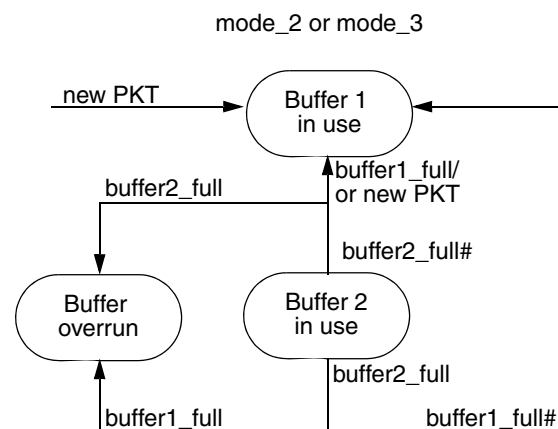 mode_2 or mode_3
new PKT
Buffer 1
in use
buffer1_full/
or new PKT
buffer2_full
buffer2_full#
Buffer
overrun
Buffer 2
in use
buffer2_full
buffer1_full
buffer1_full#